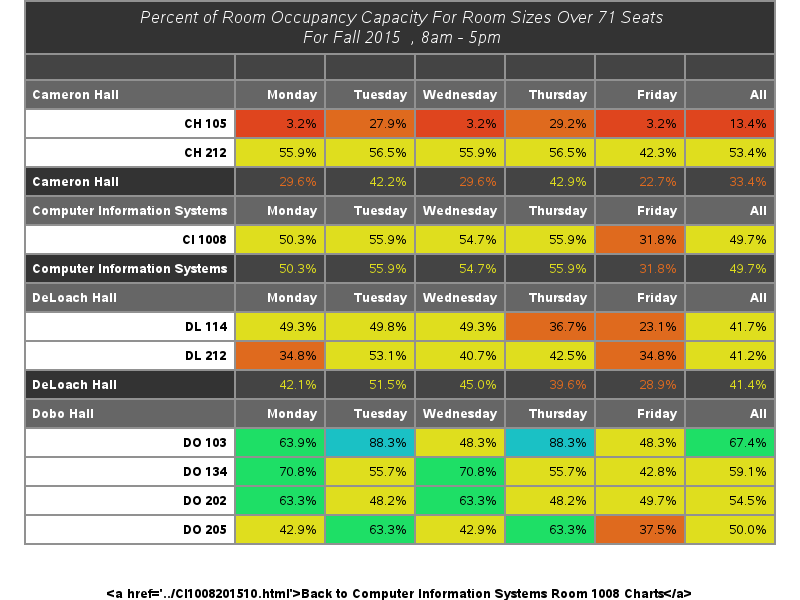 Percent of Room Occupancy Capacity For Room Sizes Over 71 Seats
For Fall 2015 , 8am - 5pm
Cameron Hall Monday Tuesday Wednesday Thursday Friday All
CH 105 3.2% 27.9% 3.2% 29.2% 3.2% 13.4%
CH 212 55.9% 56.5% 55.9% 56.5% 42.3% 53.4%
Cameron Hall 29.6% 42.2% 29.6% 42.9% 22.7% 33.4%
Computer Information Systems Monday Tuesday Wednesday Thursday Friday All
CI 1008 50.3% 55.9% 54.7% 55.9% 31.8% 49.7%
Computer Information Systems 50.3% 55.9% 54.7% 55.9% 31.8% 49.7%
DeLoach Hall Monday Tuesday Wednesday Thursday Friday All
DL 114 49.3% 49.8% 49.3% 36.7% 23.1% 41.7%
DL 212 34.8% 53.1% 40.7% 42.5% 34.8% 41.2%
DeLoach Hall 42.1% 51.5% 45.0% 39.6% 28.9% 41.4%
Dobo Hall Monday Tuesday Wednesday Thursday Friday All
DO 103 63.9% 88.3% 48.3% 88.3% 48.3% 67.4%
DO 134 70.8% 55.7% 70.8% 55.7% 42.8% 59.1%
DO 202 63.3% 48.2% 63.3% 48.2% 49.7% 54.5%
DO 205 42.9% 63.3% 42.9% 63.3% 37.5% 50.0%
&lt;a href='../CI1008201510.html'&gt;Back to Computer Information Systems Room 1008 Charts&lt;/a&gt;